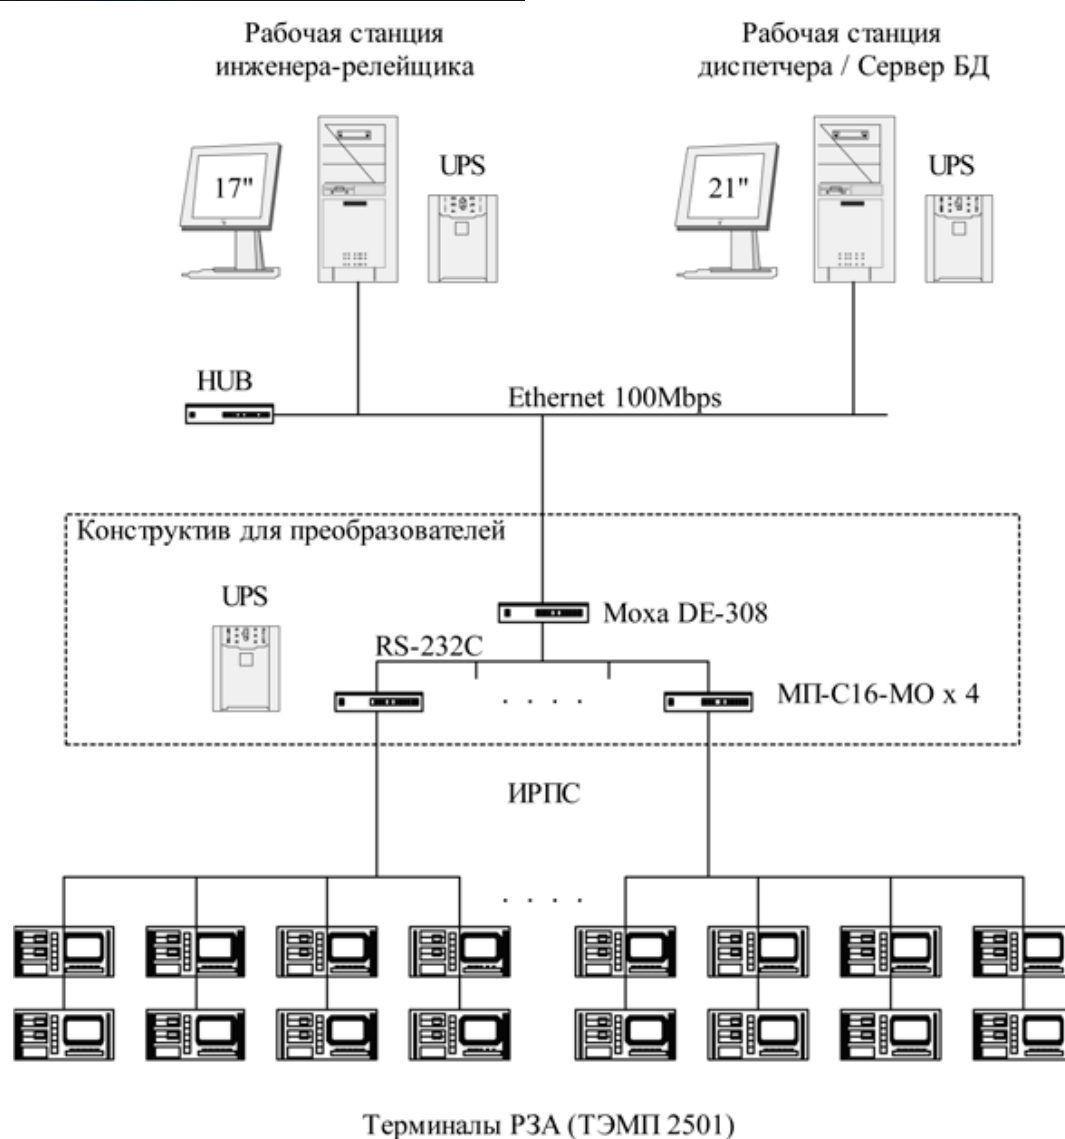 Рабочая станция
инженера-релейщика
Рабочая станция
диспетчера / Сервер БД
17"
UPS
21"
UPS
HUB
Ethernet 100Mbps
Конструктив для преобразователей
UPS
Moxa DE-308
RS-232C
. . . .
МП-С16-МО x 4
ИРПС
. . . .
Терминалы РЗА (ТЭМП 2501)